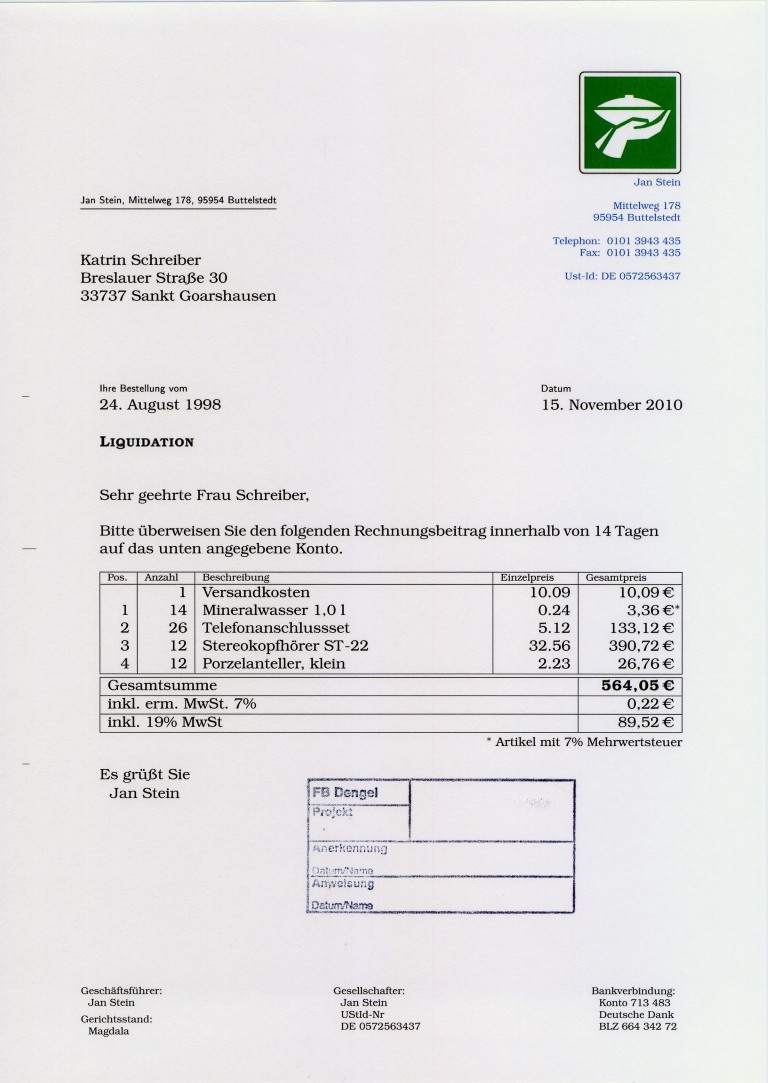 Jan Stein
Mittelweg 178
95954 Buttelstedt
Telephon: 0101 3943 435
Fax: 0101 3943 435
Ust-Id: DE 0572563437
Jan Stein, Mittelweg 178, 95954 Buttelstedt
Katrin Schreiber
Breslauer Straße 30
33737 Sankt Goarshausen
Ihre Bestellung vom Datum
24. August 1998 15. November 2010
LIQUIDATION
Sehr geehrte Frau Schreiber,
Bitte überweisen Sie den folgenden Rechnungsbeitrag innerhalb von 14 Tagen
auf das unten angegebene Konto.
Pos. Anzahl Beschreibung Einzelpreis Gesamtpreis
1 Versandkosten 10.09 10,09 €
1 14 Mineralwasser 1,0 l 0.24 3,36 €*
2 26 Telefonanschlussset 5.12 133,12 €
3 12 Stereokopfhörer ST-22 32.56 390,72 €
4 12 Porzelanteller, klein 2.23 26,76 €
Gesamtsumme 564,05 €
inkl. erm. MwSt. 7% 0,22 €
inkl. 19% MwSt 89,52 €
* Artikel mit 7% Mehrwertsteuer
Es grüßt Sie
Jan Stein
FB Dengel
Projekt
Anerkennung
Datum/Name
Anweisung
Datum/Name
Geschäftsführer:
Jan Stein
Gerichtsstand:
Magdala
Gesellschafter:
Jan Stein
UStId-Nr
DE 0572563437
Bankverbindung:
Konto 713 483
Deutsche Dank
BLZ 664 342 72